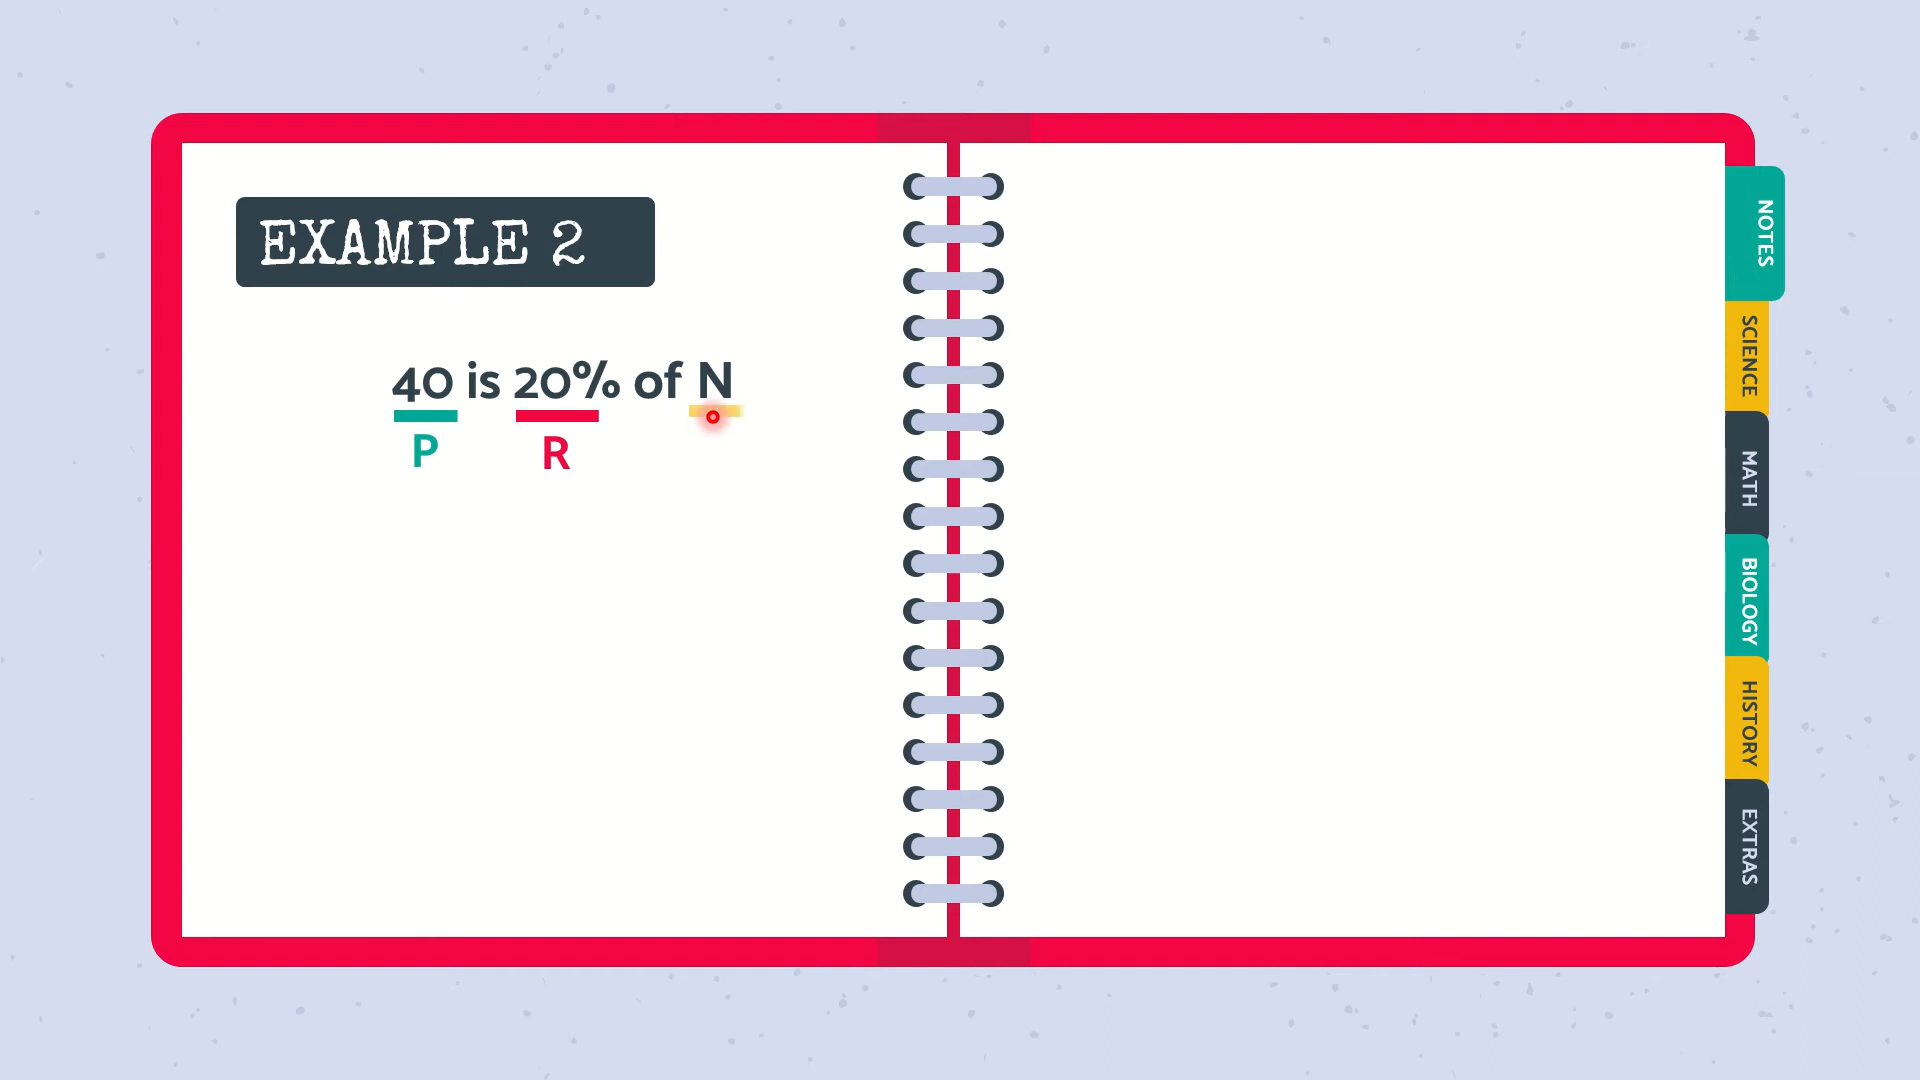 EXAMPLE 2
40 is 20% of N
P R
NOTES
SCIENCE
MATH
BIOLOGY
HISTORY
EXTRAS